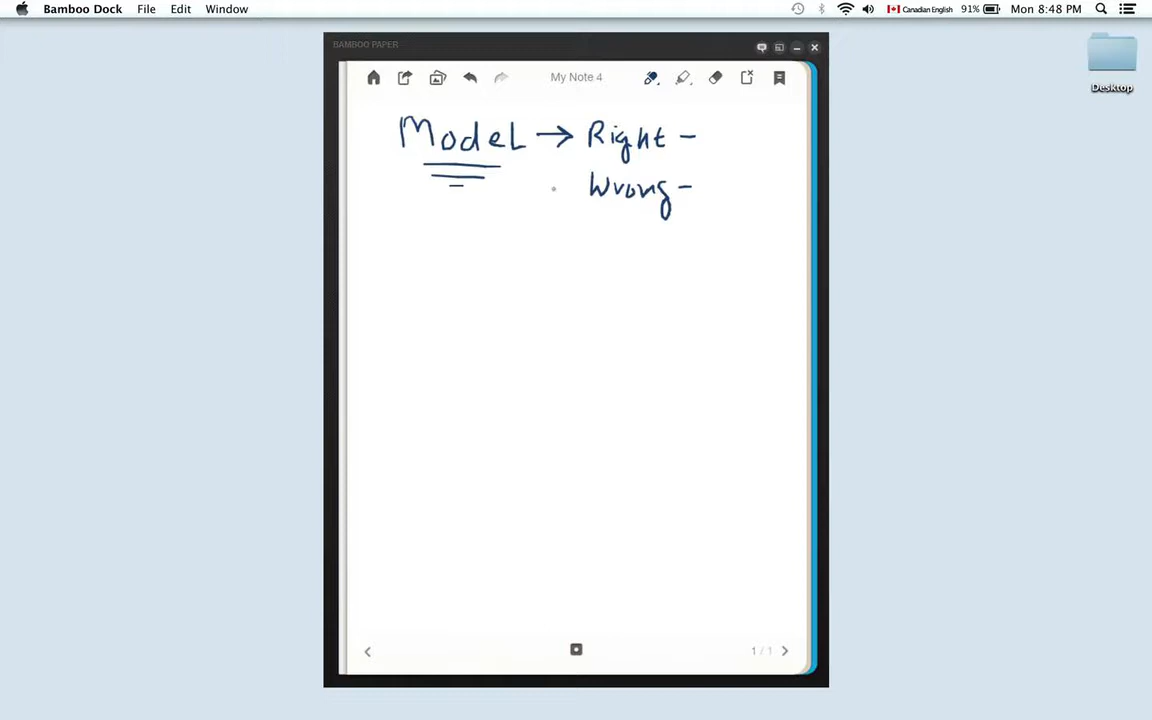 Bamboo Dock File Edit Window Canadian English 91% Mon 8:48 PM
BAMBOO PAPER
Desktop
My Note 4
Model → Right -
Wrong -
1 / 1